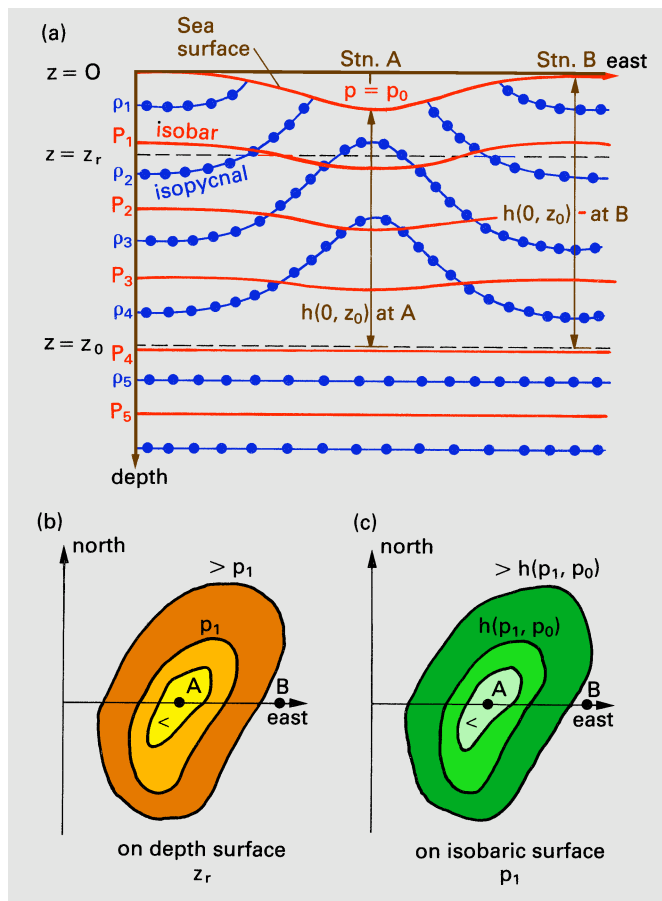 (a)
Sea
surface
Stn. A
Stn. B
east
z = O
p = p₀
ρ₁
P₁
isobar
z = zᵣ
ρ₂
isopycnal
P₂
h(0, z₀) - at B
ρ₃
P₃
ρ₄
h(0, z₀) at A
z = z₀
P₄
ρ₅
P₅
depth
(b)
north
> p₁
p₁
A
B
<
east
on depth surface
zᵣ
(c)
north
> h(p₁, p₀)
h(p₁, p₀)
A
B
<
east
on isobaric surface
p₁